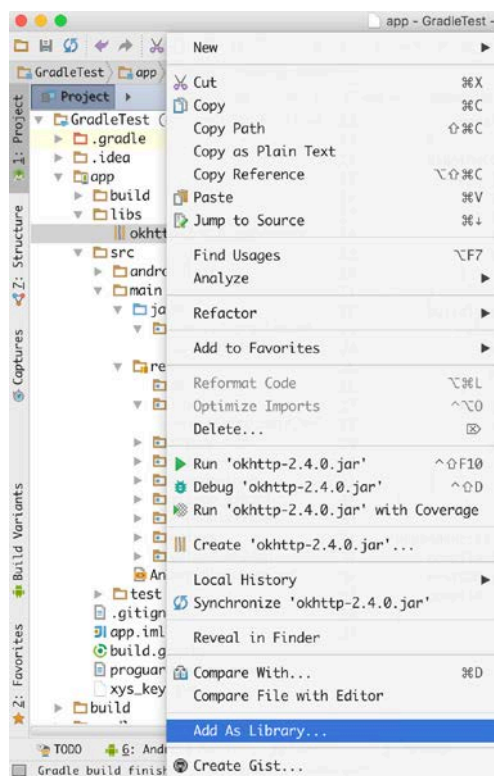 app - GradleTest -
GradleTest
app
Project
GradleTest (
.gradle
.idea
app
build
libs
okhtt
src
andro
main
ja
re
An
test
.gitign
app.iml
build.g
proguar
xys_key
build
1: Project
Z: Structure
Captures
Build Variants
2: Favorites
TODO
6: Andr
Gradle build finish
New
Cut ⌘X
Copy ⌘C
Copy Path ⇧⌘C
Copy as Plain Text
Copy Reference ⌥⇧⌘C
Paste ⌘V
Jump to Source ⌘↓
Find Usages ⌥F7
Analyze
Refactor
Add to Favorites
Reformat Code ⌥⌘L
Optimize Imports ^⌥O
Delete... ⌦
Run 'okhttp-2.4.0.jar' ^⇧F10
Debug 'okhttp-2.4.0.jar' ^⇧D
Run 'okhttp-2.4.0.jar' with Coverage
Create 'okhttp-2.4.0.jar'...
Local History
Synchronize 'okhttp-2.4.0.jar'
Reveal in Finder
Compare With... ⌘D
Compare File with Editor
Add As Library...
Create Gist...